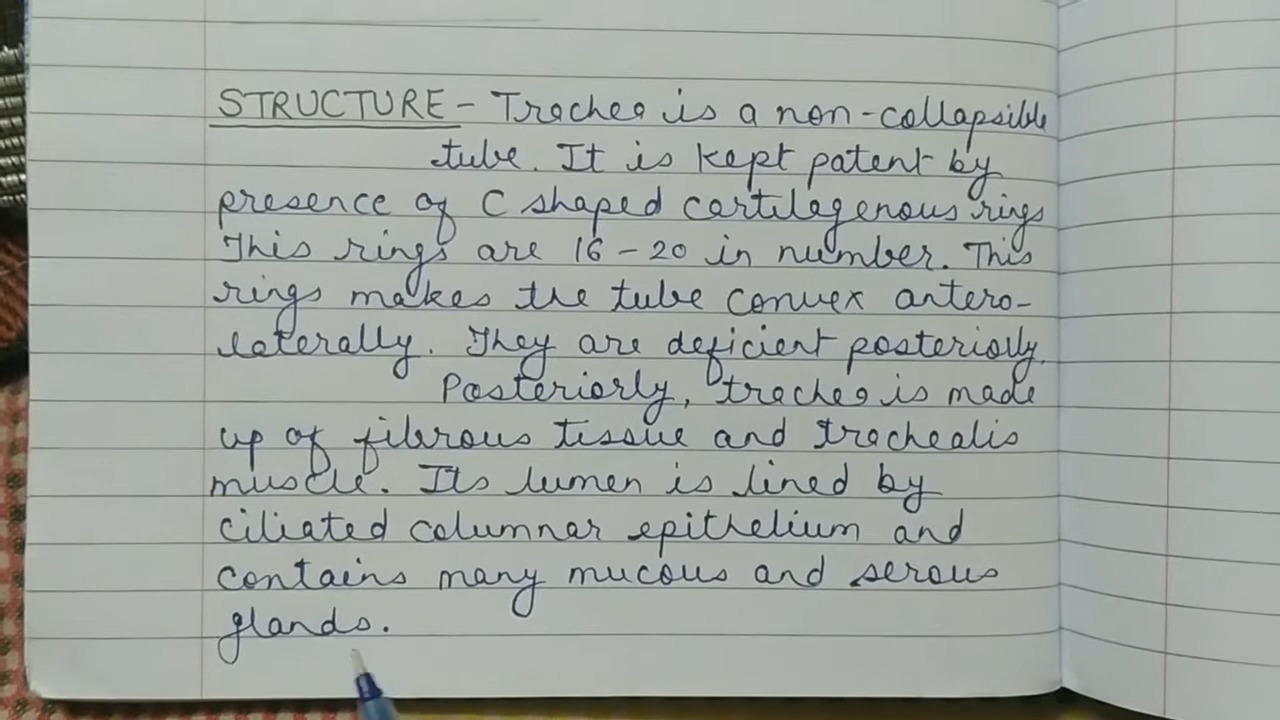 STRUCTURE - Trachea is a non-collapsible
tube. It is kept patent by
presence of C shaped cartilagenous rings
This rings are 16-20 in number. This
rings makes the tube convex antero-
laterally. They are deficient posteriorly.
Posteriorly, trachea is made
up of fibrous tissue and trachealis
muscle. Its lumen is lined by
ciliated columnar epithelium and
contains many mucous and serous
glands.